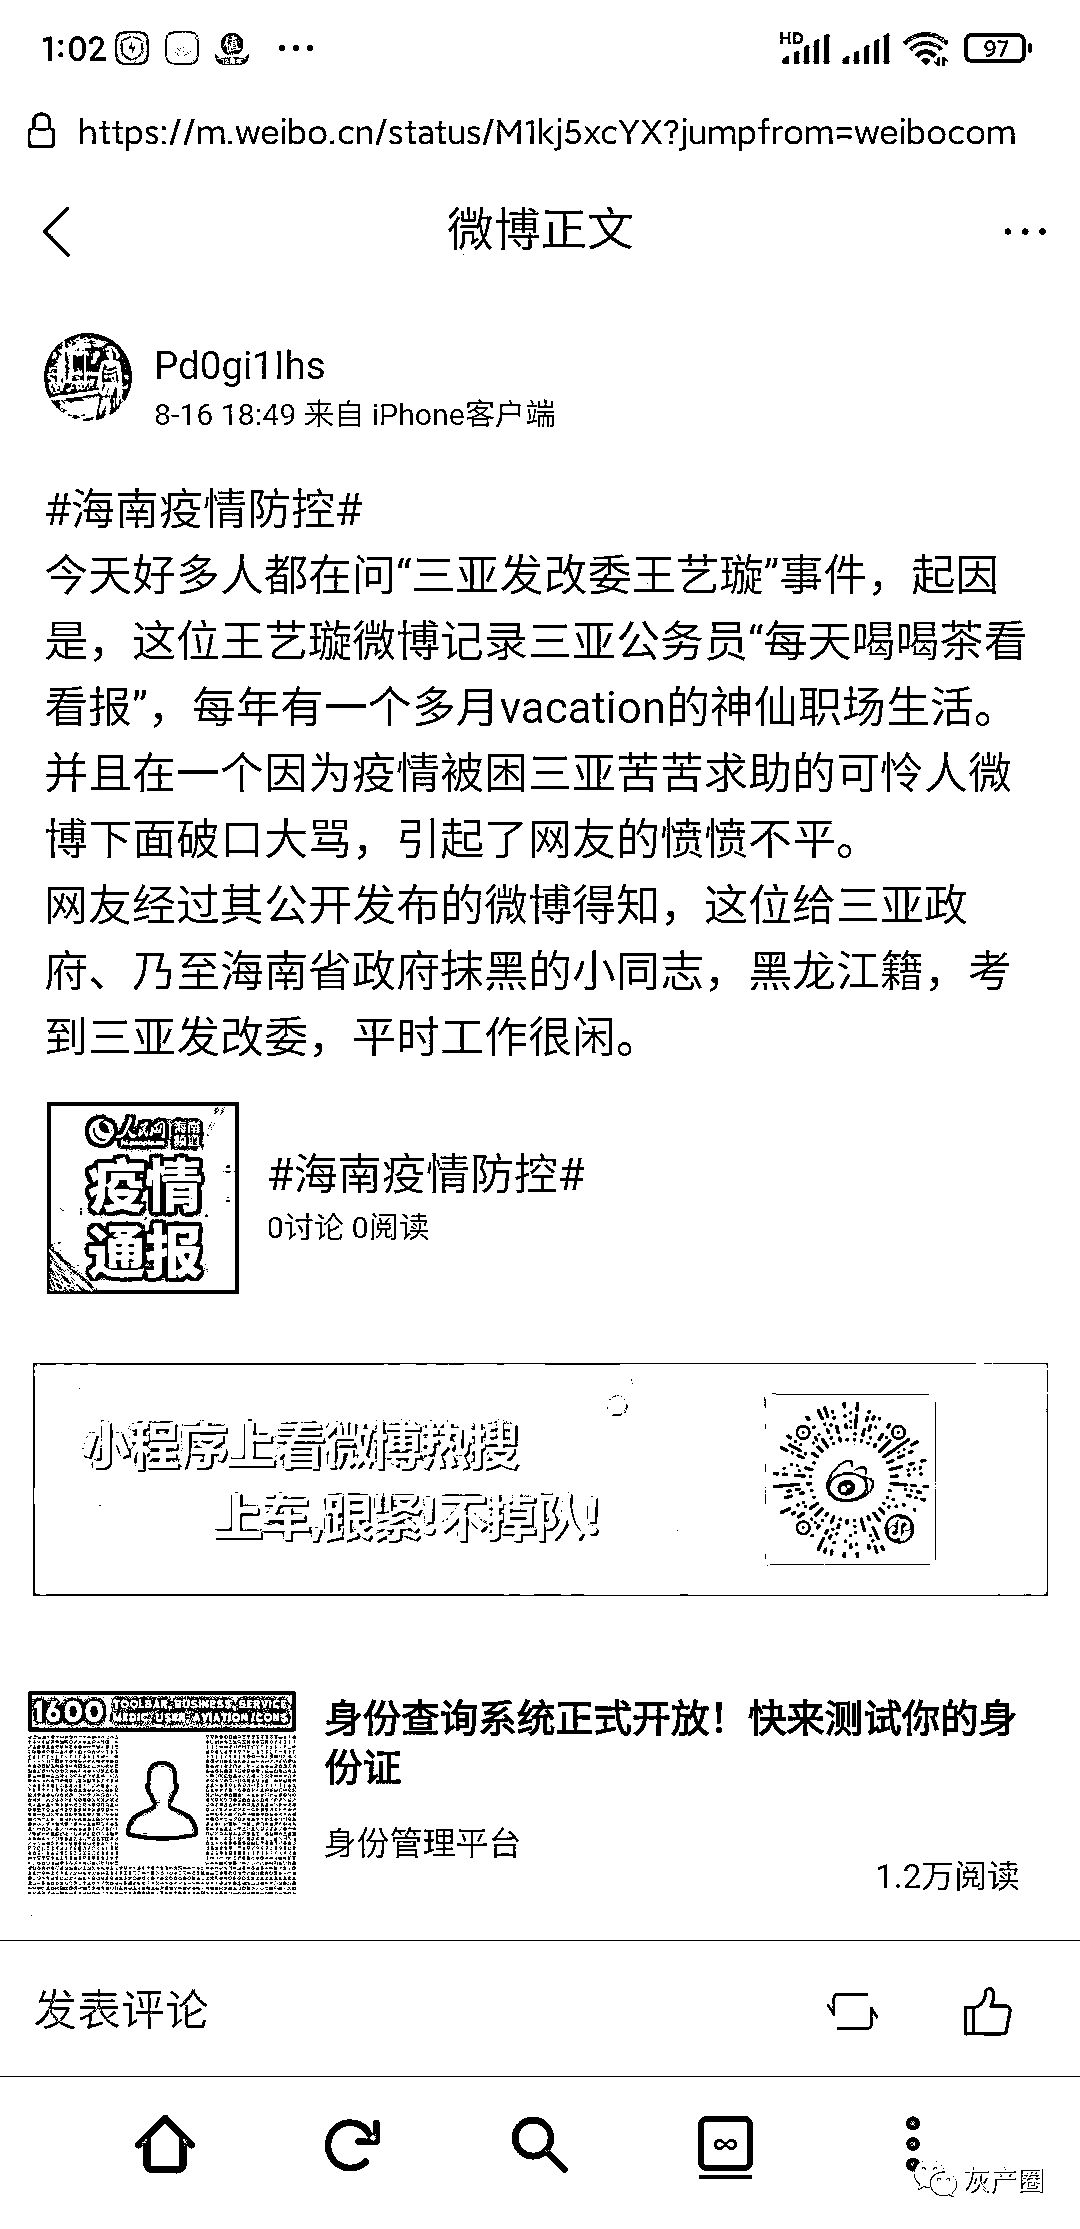 1:02
HD
97
https://m.weibo.cn/status/M1kj5xcYX?jumpfrom=weibocom
微博正文
Pd0gi1lhs
8-16 18:49 来自 iPhone客户端
#海南疫情防控#
今天好多人都在问“三亚发改委王艺璇”事件，起因
是，这位王艺璇微博记录三亚公务员“每天喝喝茶看
看报”，每年有一个多月vacation的神仙职场生活。
并且在一个因为疫情被困三亚苦苦求助的可怜人微
博下面破口大骂，引起了网友的愤愤不平。
网友经过其公开发布的微博得知，这位给三亚政
府、乃至海南省政府抹黑的小同志，黑龙江籍，考
到三亚发改委，平时工作很闲。
人民网 海南频道
疫情
通报
#海南疫情防控#
0讨论 0阅读
小程序上看微博热搜
上车,跟紧!不掉队!
1600 TOOLBAR BUSINESS SERVICE
MEDIC USER AVIATION ICONS
身份查询系统正式开放！快来测试你的身
份证
身份管理平台
1.2万阅读
发表评论
灰产圈